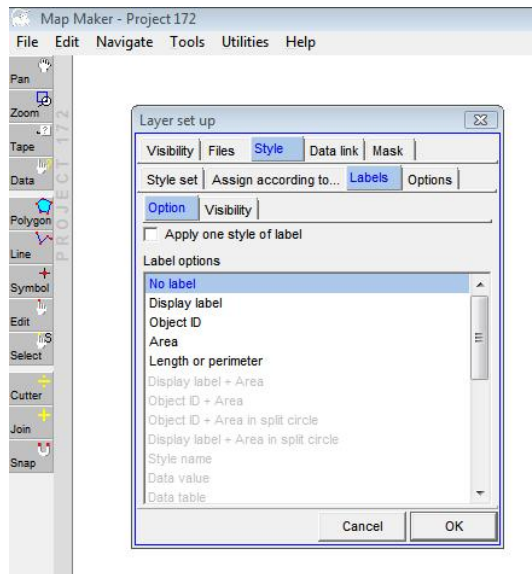 Map Maker - Project 172
File Edit Navigate Tools Utilities Help
Pan
Zoom
Tape
Data
Polygon
Line
Symbol
Edit
Select
Cutter
Join
Snap
PROJECT 172
Layer set up
Visibility Files Style Data link Mask
Style set Assign according to... Labels Options
Option Visibility
Apply one style of label
Label options
No label
Display label
Object ID
Area
Length or perimeter
Display label + Area
Object ID + Area
Object ID + Area in split circle
Display label + Area in split circle
Style name
Data value
Data table
Cancel OK